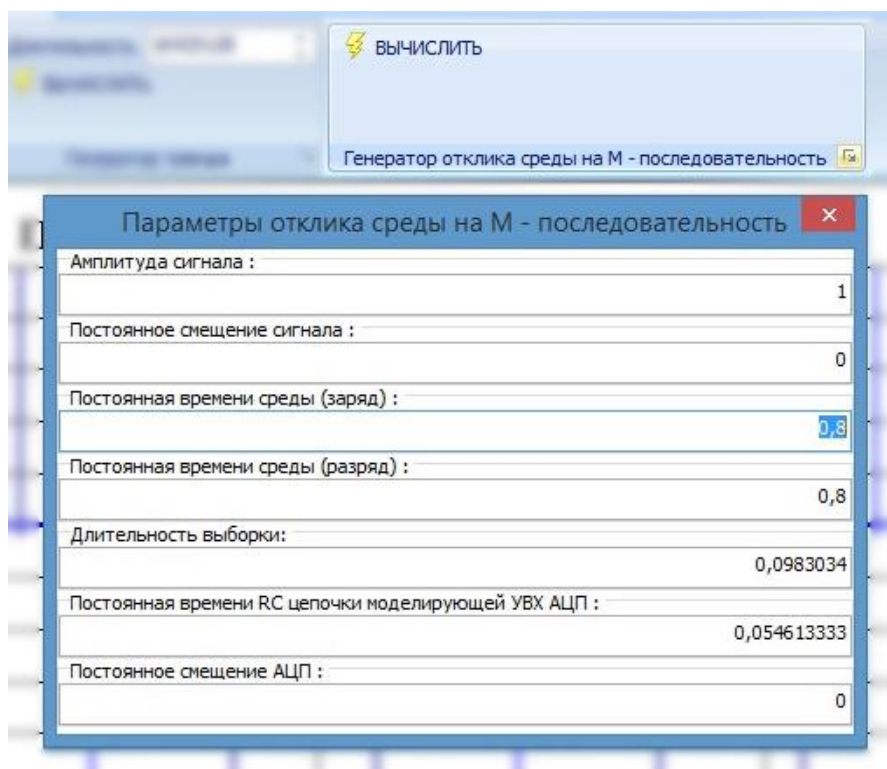 ВЫЧИСЛИТЬ
Генератор отклика среды на М - последовательность
Параметры отклика среды на М - последовательность
Амплитуда сигнала :
1
Постоянное смещение сигнала :
0
Постоянная времени среды (заряд) :
0,8
Постоянная времени среды (разряд) :
0,8
Длительность выборки:
0,0983034
Постоянная времени RC цепочки моделирующей УВХ АЦП :
0,054613333
Постоянное смещение АЦП :
0